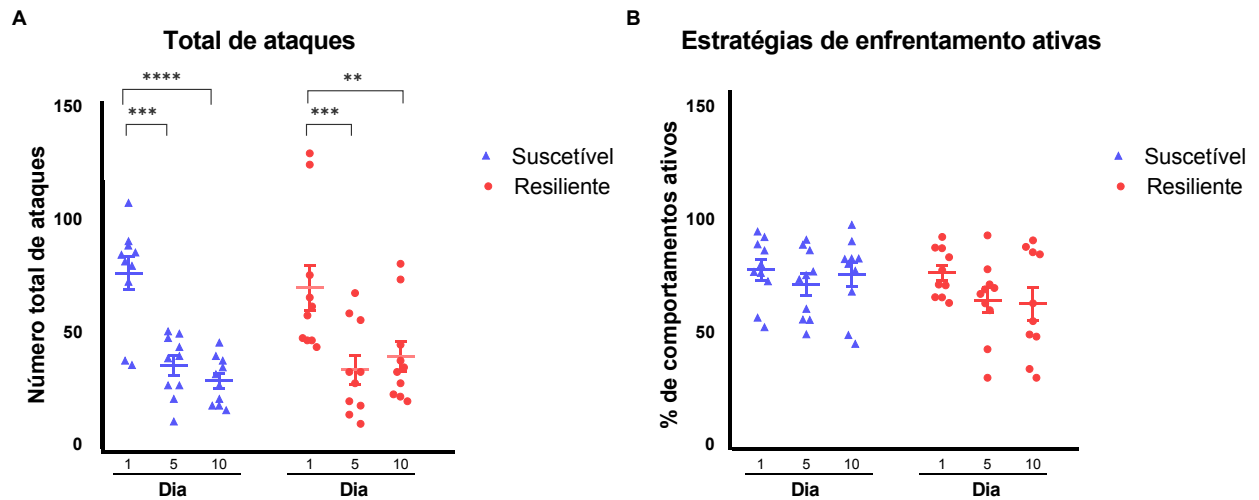 A
Total de ataques
****
**
***
***
150
100
50
0
Número total de ataques
1 5 10
Dia
1 5 10
Dia
Suscetível
Resiliente
B
Estratégias de enfrentamento ativas
150
100
50
0
% de comportamentos ativos
1 5 10
Dia
1 5 10
Dia
Suscetível
Resiliente